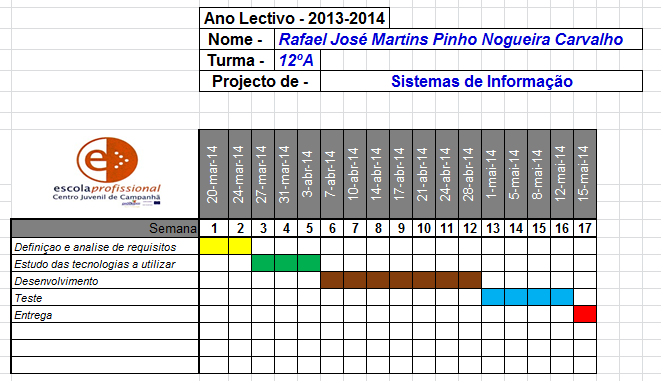 Ano Lectivo - 2013-2014
Nome - Rafael José Martins Pinho Nogueira Carvalho
Turma - 12ºA
Projecto de - Sistemas de Informação
e
escolaprofissional
Centro Juvenil de Campanhã
20-mar-14 24-mar-14 27-mar-14 31-mar-14 3-abr-14 7-abr-14 10-abr-14 14-abr-14 17-abr-14 21-abr-14 24-abr-14 28-abr-14 1-mai-14 5-mai-14 8-mai-14 12-mai-14 15-mai-14
Semana 1 2 3 4 5 6 7 8 9 10 11 12 13 14 15 16 17
Definiçao e analise de requisitos
Estudo das tecnologias a utilizar
Desenvolvimento
Teste
Entrega